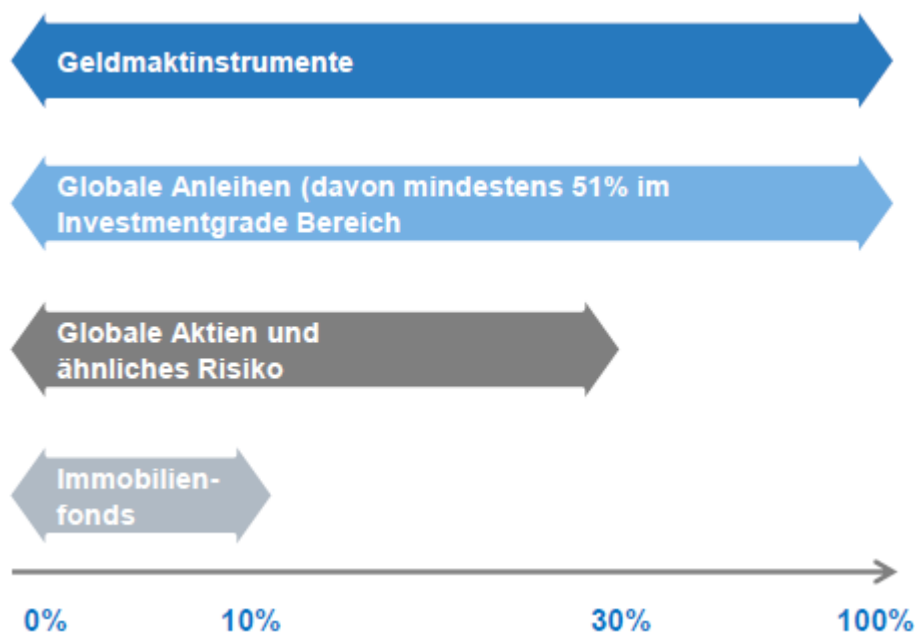 Geldmaktinstrumente
Globale Anleihen (davon mindestens 51% im
Investmentgrade Bereich
Globale Aktien und
ähnliches Risiko
Immobilien-
fonds
0% 10% 30% 100%